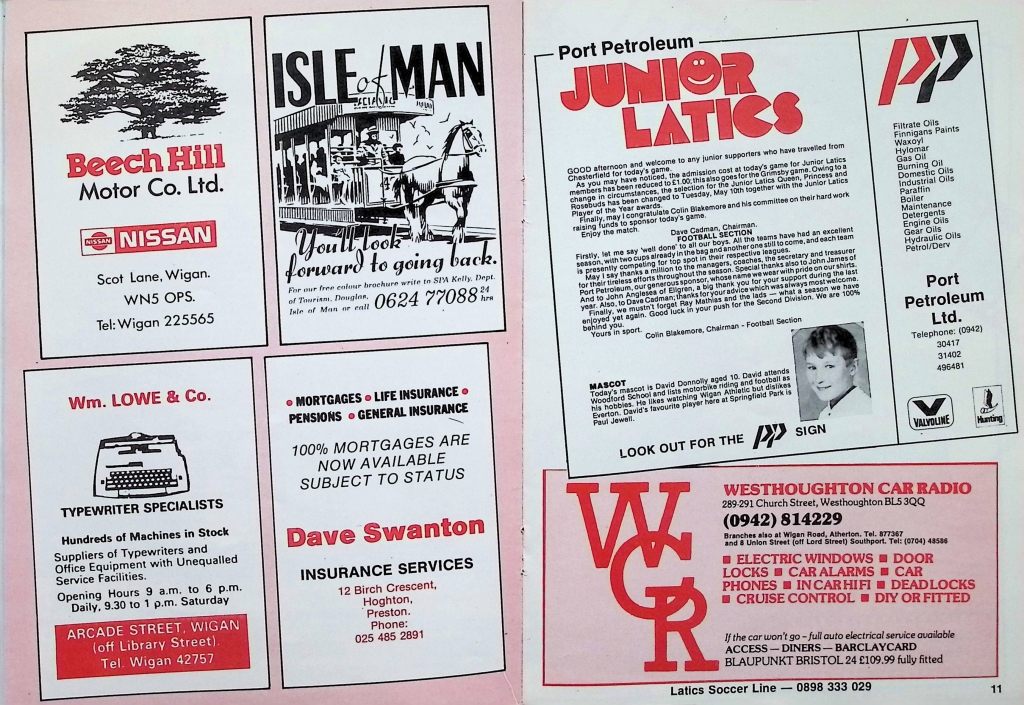 Beech Hill
Motor Co. Ltd.
NISSAN NISSAN
Scot Lane, Wigan.
WN5 OPS.
Tel: Wigan 225565
ISLE of MAN
You'll look
forward to going back.
For our free colour brochure write to SPA Kelly, Dept.
of Tourism, Douglas,
Isle of Man or call 0624 77088 24 hrs
Wm. LOWE & Co.
TYPEWRITER SPECIALISTS
Hundreds of Machines in Stock
Suppliers of Typewriters and
Office Equipment with Unequalled
Service Facilities.
Opening Hours 9 a.m. to 6 p.m.
Daily, 9.30 to 1 p.m. Saturday
ARCADE STREET, WIGAN
(off Library Street).
Tel. Wigan 42757
• MORTGAGES • LIFE INSURANCE •
PENSIONS • GENERAL INSURANCE
100% MORTGAGES ARE
NOW AVAILABLE
SUBJECT TO STATUS
Dave Swanton
INSURANCE SERVICES
12 Birch Crescent,
Hoghton,
Preston.
Phone:
025 485 2891
Port Petroleum
JUNIOR
LATICS
GOOD afternoon and welcome to any junior supporters who have travelled from
Chesterfield for today's game.
As you may have noticed, the admission cost at today's game for Junior Latics
members has been reduced to £1.00; this also goes for the Grimsby game. Owing to a
change in circumstances, the selection for the Junior Latics Queen, Princess and
Rosebuds has been changed to Tuesday, May 10th together with the Junior Latics
Player of the Year awards.
Finally, may I congratulate Colin Blakemore and his committee on their hard work
raising funds to sponsor today's game.
Enjoy the match.
Dave Cadman, Chairman.
FOOTBALL SECTION
Firstly, let me say 'well done' to all our boys. All the teams have had an excellent
season, with two cups already in the bag and another one still to come, and each team
is presently competing for top spot in their respective leagues.
May I say thanks a million to the managers, coaches, the secretary and treasurer
for their tireless efforts throughout the season. Special thanks also to John James of
Port Petroleum, our generous sponsor, whose name we wear with pride on our shirts.
And to John Anglesea of Ellgren, a big thank you for your support during the last
year. Also, to Dave Cadman; thanks for your advice which was always most welcome.
Finally, we mustn't forget Ray Mathias and the lads — what a season we have
enjoyed yet again. Good luck in your push for the Second Division. We are 100%
behind you.
Yours in sport.
Colin Blakemore, Chairman - Football Section
MASCOT
Today's mascot is David Donnolly aged 10. David attends
Woodford School and lists motorbike riding and football as
his hobbies. He likes watching Wigan Athletic but dislikes
Everton. David's favourite player here at Springfield Park is
Paul Jewell.
LOOK OUT FOR THE PP SIGN
PP
Filtrate Oils
Finnigans Paints
Waxoyl
Hylomar
Gas Oil
Burning Oil
Domestic Oils
Industrial Oils
Paraffin
Boiler
Maintenance
Detergents
Engine Oils
Gear Oils
Hydraulic Oils
Petrol/Derv
Port
Petroleum
Ltd.
Telephone: (0942)
30417
31402
496481
VALVOLINE
Hunting
WCR
WESTHOUGHTON CAR RADIO
289-291 Church Street, Westhoughton BL5 3QQ
(0942) 814229
Branches also at Wigan Road, Atherton. Tel. 877367
and 8 Union Street (off Lord Street) Southport. Tel: (0704) 48586
■ ELECTRIC WINDOWS ■ DOOR
LOCKS ■ CAR ALARMS ■ CAR
PHONES ■ IN CAR HIFI ■ DEADLOCKS
■ CRUISE CONTROL ■ DIY OR FITTED
If the car won't go – full auto electrical service available
ACCESS — DINERS — BARCLAYCARD
BLAUPUNKT BRISTOL 24 £109.99 fully fitted
Latics Soccer Line — 0898 333 029
11